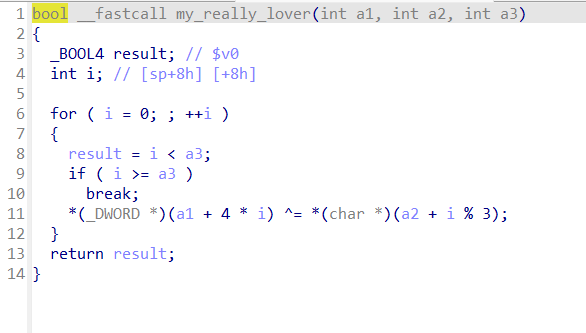 1 bool __fastcall my_really_lover(int a1, int a2, int a3)
2 {
3   _BOOL4 result; // $v0
4   int i; // [sp+8h] [+8h]
5
6   for ( i = 0; ; ++i )
7   {
8     result = i < a3;
9     if ( i >= a3 )
10       break;
11     *(_DWORD *)(a1 + 4 * i) ^= *(char *)(a2 + i % 3);
12   }
13   return result;
14 }